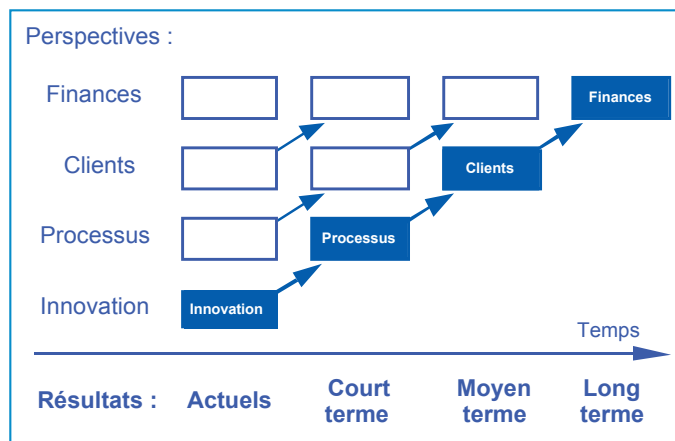 Perspectives :
Finances
Finances
Clients
Clients
Processus
Processus
Innovation
Innovation
Temps
Résultats :
Actuels
Court
terme
Moyen
terme
Long
terme